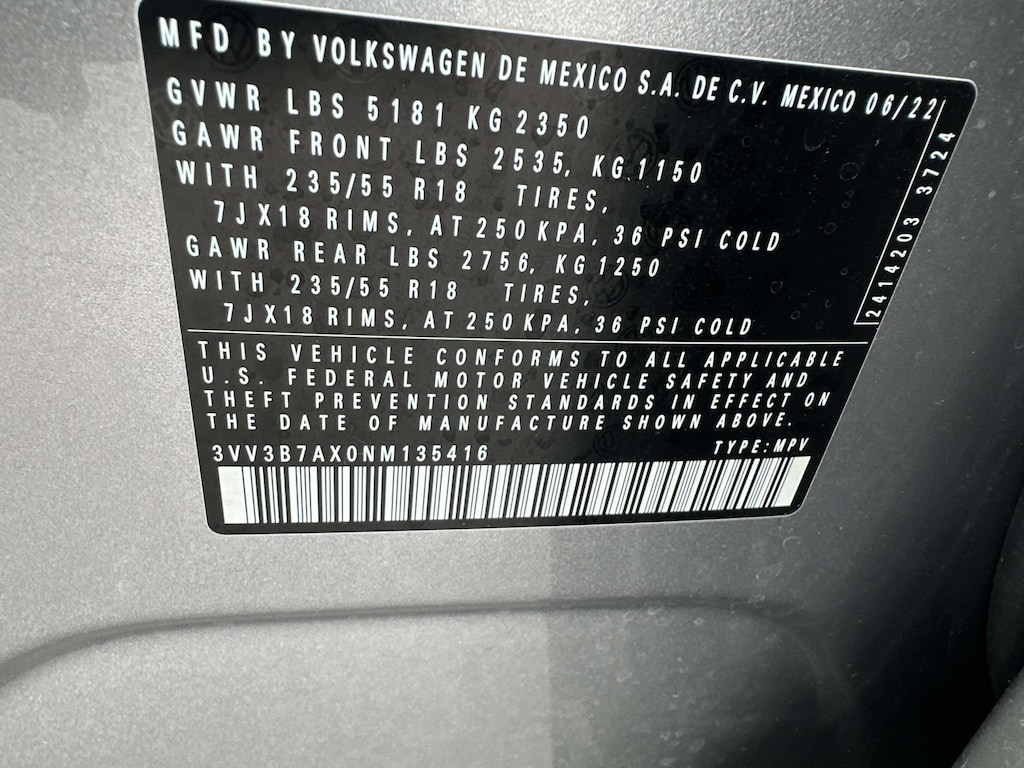 MFD BY VOLKSWAGEN DE MEXICO S.A. DE C.V. MEXICO 06/22
GVWR LBS 5181 KG 2350
GAWR FRONT LBS 2535, KG 1150
WITH 235/55 R18 TIRES,
7JX18 RIMS, AT 250 KPA, 36 PSI COLD
GAWR REAR LBS 2756, KG 1250
WITH 235/55 R18 TIRES,
7JX18 RIMS, AT 250 KPA, 36 PSI COLD
2414203 3724
THIS VEHICLE CONFORMS TO ALL APPLICABLE
U.S. FEDERAL MOTOR VEHICLE SAFETY AND
THEFT PREVENTION STANDARDS IN EFFECT ON
THE DATE OF MANUFACTURE SHOWN ABOVE.
3VV3B7AX0NM135416 TYPE: MPV